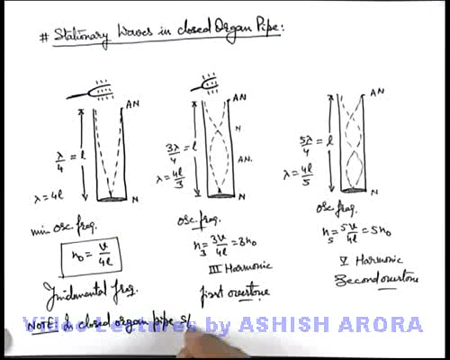 # Stationary Waves in closed Organ Pipe:
AN
N
λ/4 = l
λ = 4l
min Osc. freq.
n₀ = v/4l
Fundamental freq.
AN
N
AN.
N
3λ/4 = l
λ = 4l/3
Osc. freq.
n₃ = 3v/4l = 3n₀
III Harmonic
first overtone
AN
N
5λ/4 = l
λ = 4l/5
Osc. freq.
n₅ = 5v/4l = 5n₀
V Harmonic
Second overtone
NOTE: In closed organ pipe
Video Lectures by ASHISH ARORA